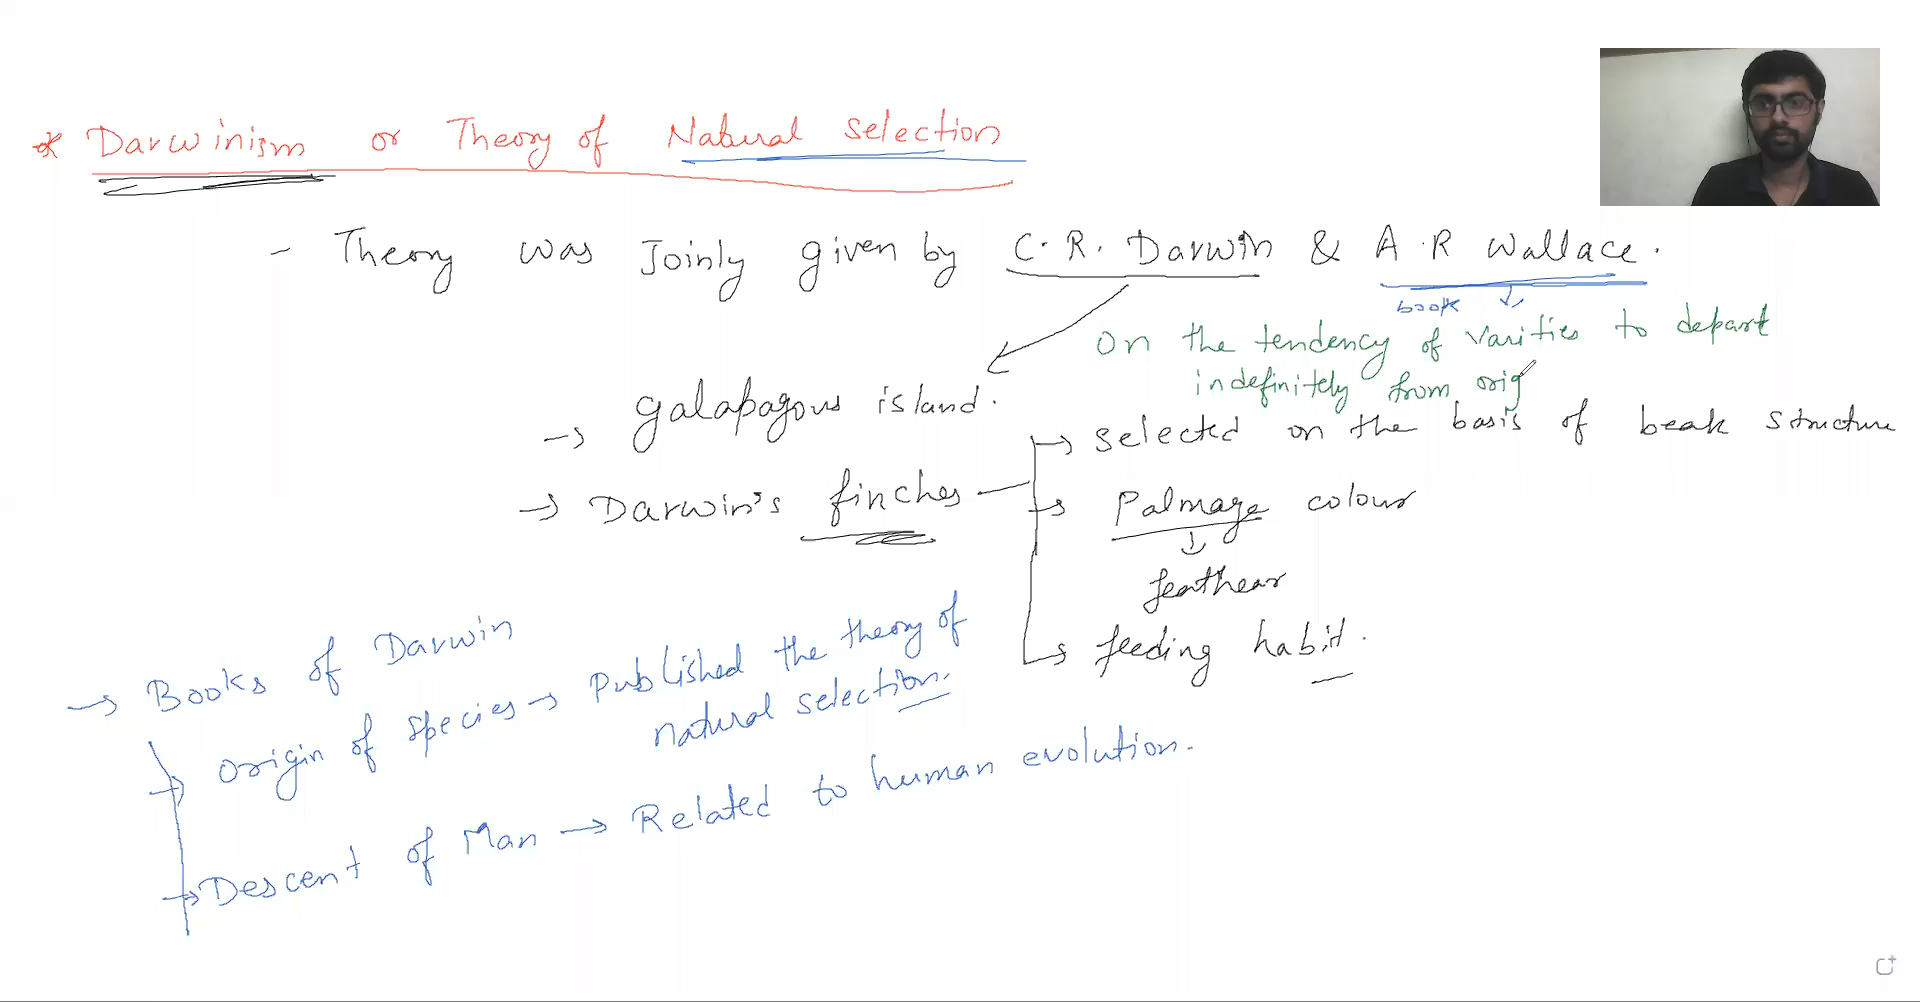 * Darwinism or Theory of Natural selection
- Theory was Joinly given by C. R. Darwin & A. R Wallace.
book
On the tendency of varities to depart
indefinitely from orig
→ galapagous island.
→ selected on the basis of beak structure
→ Darwin's finches
→ Palmage colour
feathear
→ feeding habit.
→ Books of Darwin
→ Origin of species → Published the theory of
natural selection.
→ Descent of Man → Related to human evolution.